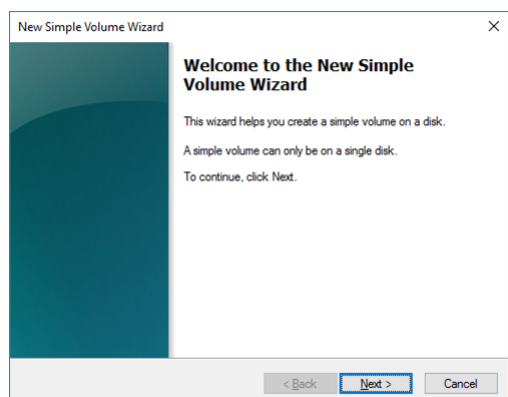 New Simple Volume Wizard
Welcome to the New Simple
Volume Wizard
This wizard helps you create a simple volume on a disk.
A simple volume can only be on a single disk.
To continue, click Next.
< Back
Next >
Cancel